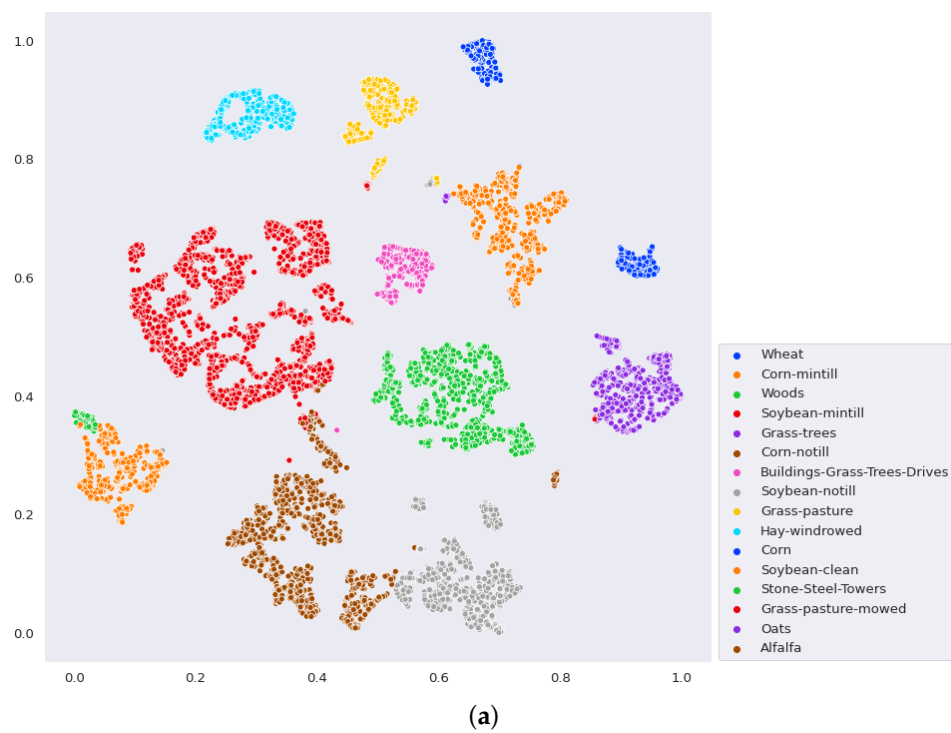 1.0
0.8
0.6
0.4
0.2
0.0
0.0 0.2 0.4 0.6 0.8 1.0
Wheat
Corn-mintill
Woods
Soybean-mintill
Grass-trees
Corn-notill
Buildings-Grass-Trees-Drives
Soybean-notill
Grass-pasture
Hay-windrowed
Corn
Soybean-clean
Stone-Steel-Towers
Grass-pasture-mowed
Oats
Alfalfa
(a)